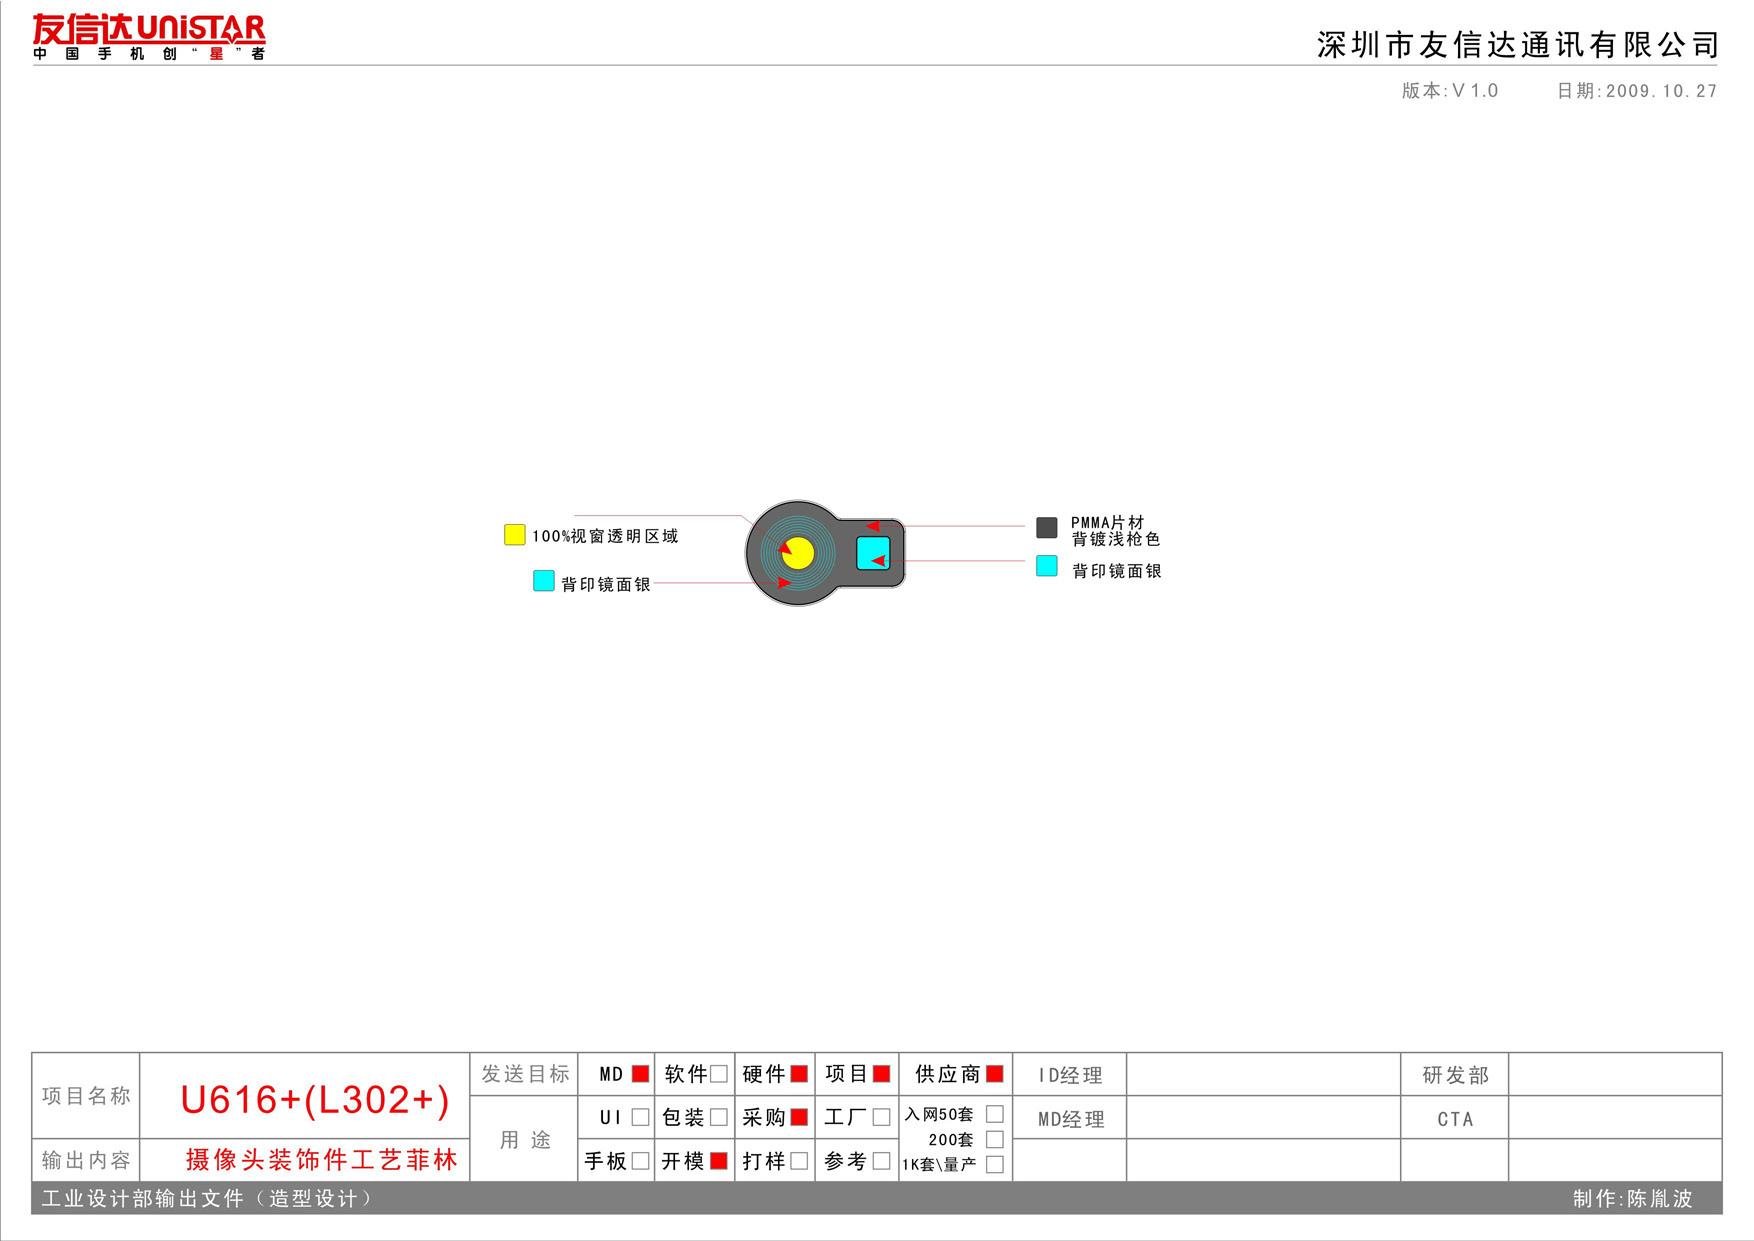 友信达UNiSTAR
中国手机创“星”者
深圳市友信达通讯有限公司
版本:V 1.0 日期:2009.10.27
100%视窗透明区域
背印镜面银
PMMA片材
背镀浅枪色
背印镜面银
项目名称 U616+(L302+)
输出内容 摄像头装饰件工艺菲林
发送目标 MD 软件 硬件 项目 供应商
用 途 UI 包装 采购 工厂 入网50套
200套
手板 开模 打样 参考 1K套\量产
ID经理 研发部
MD经理 CTA
工业设计部输出文件（造型设计） 制作:陈胤波